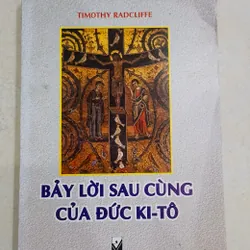 TIMOTHY RADCLIFFE
BẢY LỜI SAU CÙNG
CỦA ĐỨC KI-TÔ